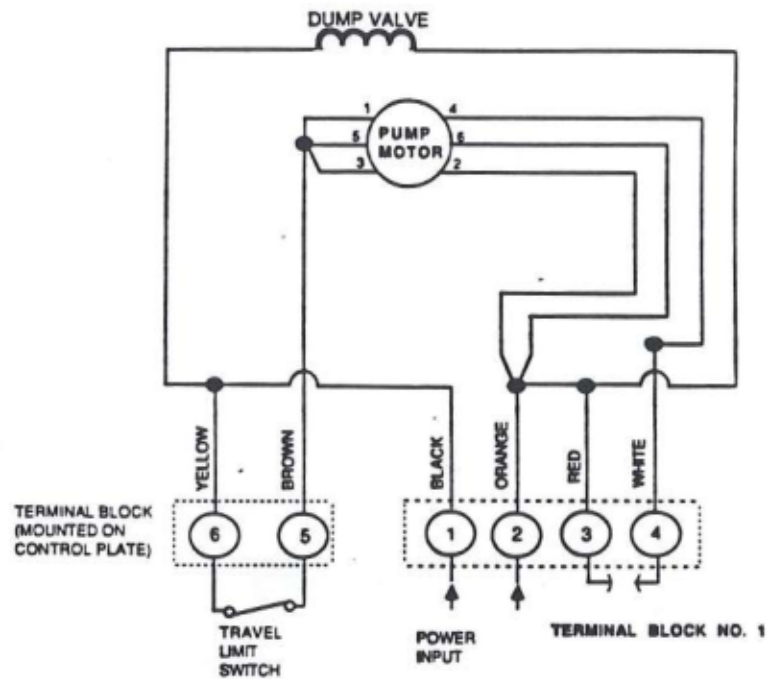 DUMP VALVE
1
4
5
PUMP
MOTOR
6
3
2
YELLOW
BROWN
BLACK
ORANGE
RED
WHITE
TERMINAL BLOCK
(MOUNTED ON
CONTROL PLATE)
6
5
1
2
3
4
TRAVEL
LIMIT
SWITCH
POWER
INPUT
TERMINAL BLOCK NO. 1